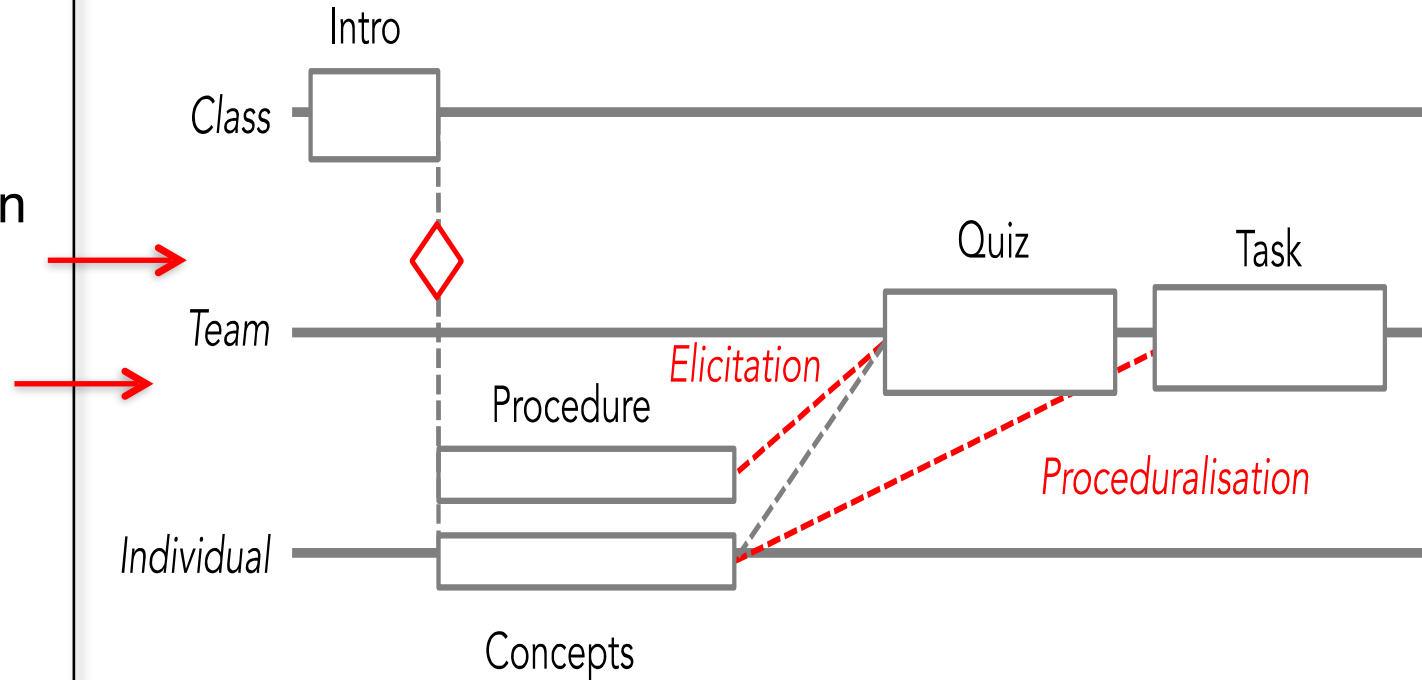 Intro
Class
n
Quiz
Task
Team
Elicitation
Procedure
Proceduralisation
Individual
Concepts